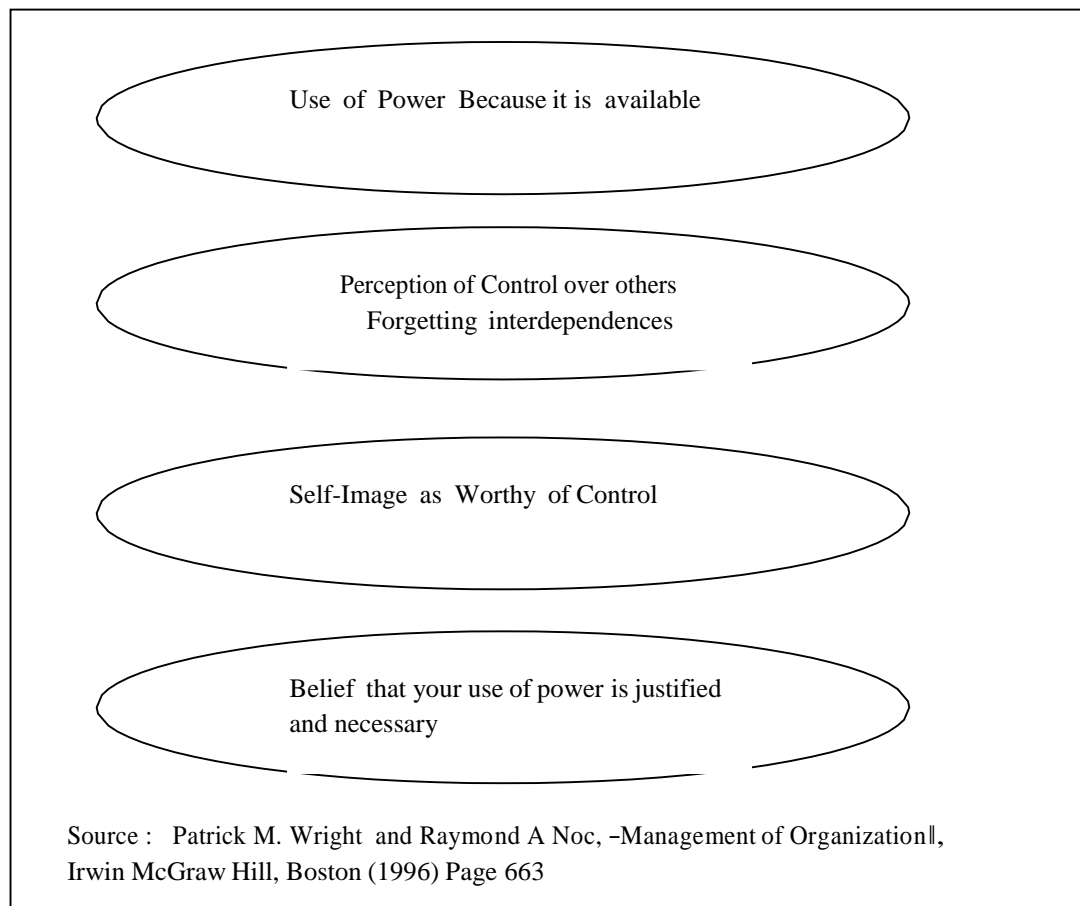 Use of Power Because it is available
Perception of Control over others
Forgetting interdependences
Self-Image as Worthy of Control
Belief that your use of power is justified
and necessary
Source : Patrick M. Wright and Raymond A Noc, ‒Management of Organization‖,
Irwin McGraw Hill, Boston (1996) Page 663